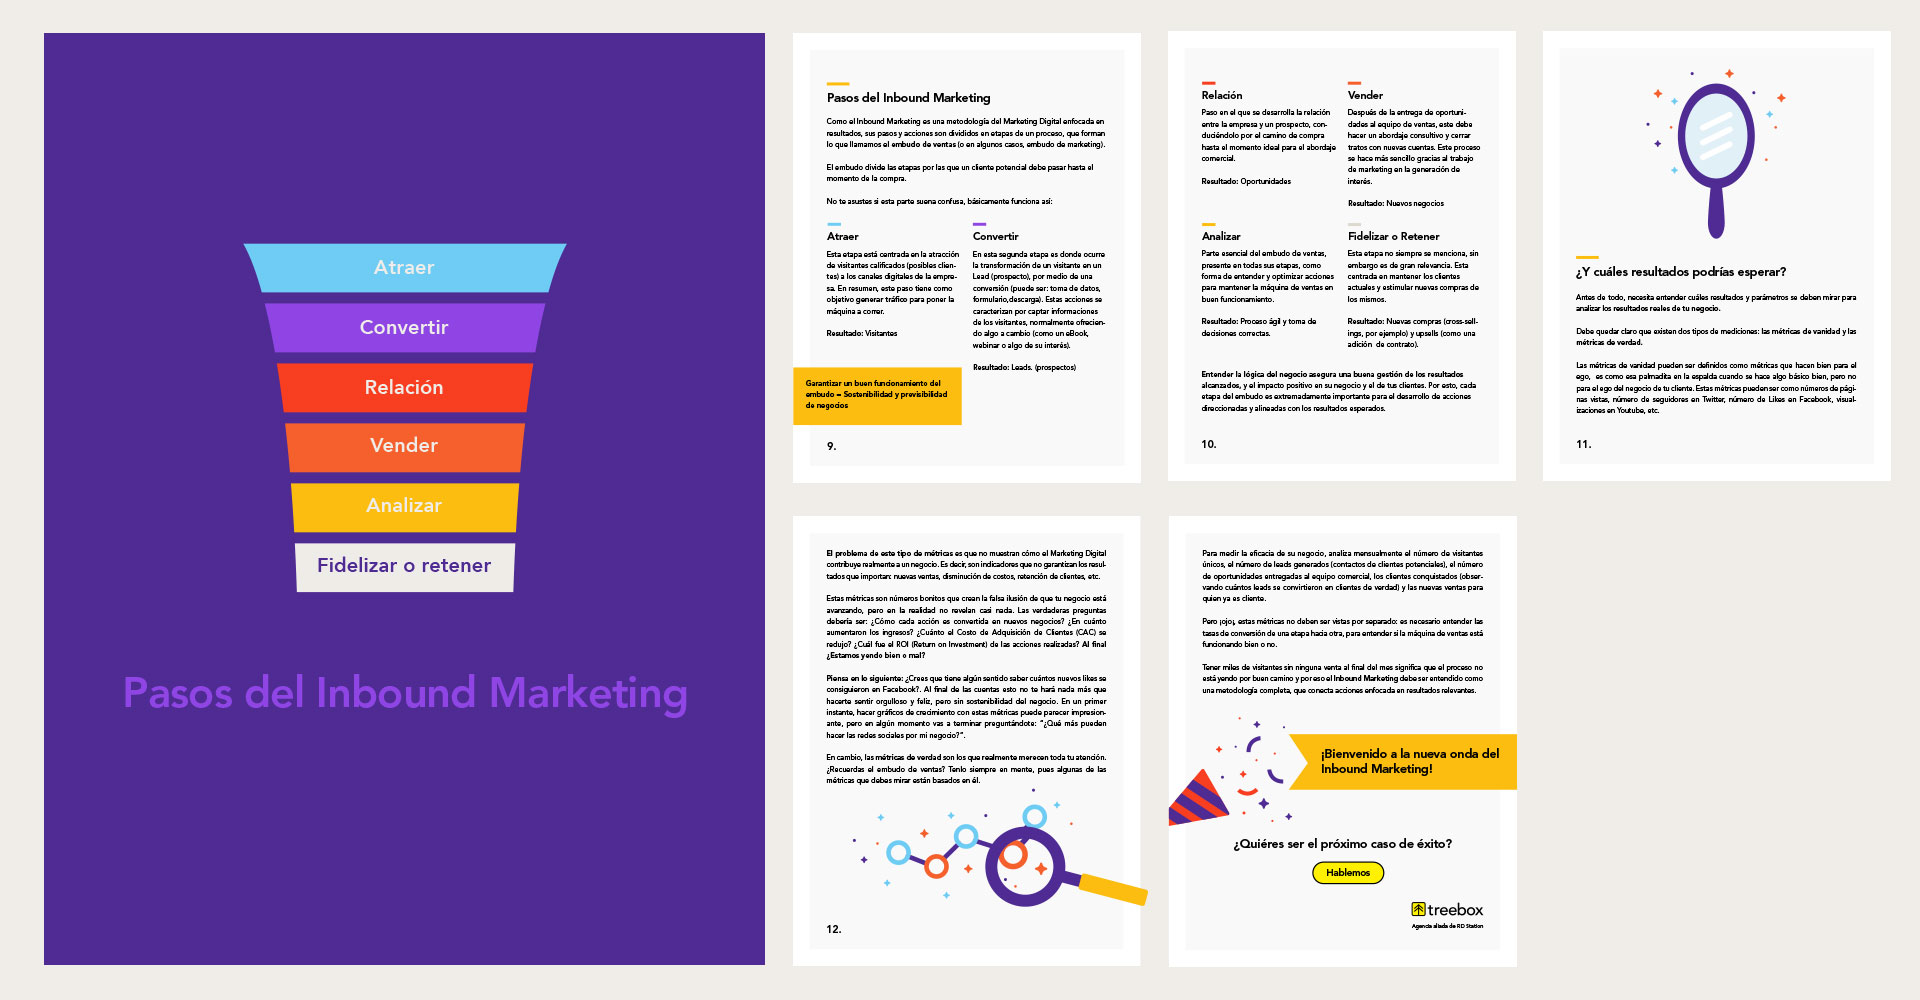 Atraer
Convertir
Relación
Vender
Analizar
Fidelizar o retener
Pasos del Inbound Marketing
Pasos del Inbound Marketing
Como el Inbound Marketing es una metodología del Marketing Digital enfocada en
resultados, sus pasos y acciones son divididos en etapas de un proceso, que forman
lo que llamamos el embudo de ventas (o en algunos casos, embudo de marketing).
El embudo divide las etapas por las que un cliente potencial debe pasar hasta el
momento de la compra.
No te asustes si esta parte suena confusa, básicamente funciona así:
Atraer
Esta etapa está centrada en la atracción
de visitantes calificados (posibles clien-
tes) a los canales digitales de la empre-
sa. En resumen, este paso tiene como
objetivo generar tráfico para poner la
máquina a correr.
Resultado: Visitantes
Convertir
En esta segunda etapa es donde ocurre
la transformación de un visitante en un
Lead (prospecto), por medio de una
conversión (puede ser: toma de datos,
formulario,descarga). Estas acciones se
caracterizan por captar informaciones
de los visitantes, normalmente ofrecien-
do algo a cambio (como un eBook,
webinar o algo de su interés).
Resultado: Leads. (prospectos)
Garantizar un buen funcionamiento del
embudo = Sostenibilidad y previsibilidad
de negocios
9.
Relación
Paso en el que se desarrolla la relación
entre la empresa y un prospecto, con-
duciéndolo por el camino de compra
hasta el momento ideal para el abordaje
comercial.
Resultado: Oportunidades
Vender
Después de la entrega de oportuni-
dades al equipo de ventas, este debe
hacer un abordaje consultivo y cerrar
tratos con nuevas cuentas. Este proceso
se hace más sencillo gracias al trabajo
de marketing en la generación de
interés.
Resultado: Nuevos negocios
Analizar
Parte esencial del embudo de ventas,
presente en todas sus etapas, como
forma de entender y optimizar acciones
para mantener la máquina de ventas en
buen funcionamiento.
Resultado: Proceso ágil y toma de
decisiones correctas.
Fidelizar o Retener
Esta etapa no siempre se menciona, sin
embargo es de gran relevancia. Esta
centrada en mantener los clientes
actuales y estimular nuevas compras de
los mismos.
Resultado: Nuevas compras (cross-sell-
ings, por ejemplo) y upsells (como una
adición de contrato).
Entender la lógica del negocio asegura una buena gestión de los resultados
alcanzados, y el impacto positivo en su negocio y el de tus clientes. Por esto, cada
etapa del embudo es extremadamente importante para el desarrollo de acciones
direccionadas y alineadas con los resultados esperados.
10.
¿Y cuáles resultados podrías esperar?
Antes de todo, necesita entender cuáles resultados y parámetros se deben mirar para
analizar los resultados reales de tu negocio.
Debe quedar claro que existen dos tipos de mediciones: las métricas de vanidad y las
métricas de verdad.
Las métricas de vanidad pueden ser definidos como métricas que hacen bien para el
ego, es como esa palmadita en la espalda cuando se hace algo básico bien, pero no
para el ego del negocio de tu cliente. Estas métricas pueden ser como números de pági-
nas vistas, número de seguidores en Twitter, número de Likes en Facebook, visual-
izaciones en Youtube, etc.
11.
El problema de este tipo de métricas es que no muestran cómo el Marketing Digital
contribuye realmente a un negocio. Es decir, son indicadores que no garantizan los resul-
tados que importan: nuevas ventas, disminución de costos, retención de clientes, etc.
Estas métricas son números bonitos que crean la falsa ilusión de que tu negocio está
avanzando, pero en la realidad no revelan casi nada. Las verdaderas preguntas
debería ser: ¿Cómo cada acción es convertida en nuevos negocios? ¿En cuánto
aumentaron los ingresos? ¿Cuánto el Costo de Adquisición de Clientes (CAC) se
redujo? ¿Cuál fue el ROI (Return on Investment) de las acciones realizadas? Al final
¿Estamos yendo bien o mal?
Piensa en lo siguiente: ¿Crees que tiene algún sentido saber cuántos nuevos likes se
consiguieron en Facebook?. Al final de las cuentas esto no te hará nada más que
hacerte sentir orgulloso y feliz, pero sin sostenibilidad del negocio. En un primer
instante, hacer gráficos de crecimiento con estas métricas puede parecer impresion-
ante, pero en algún momento vas a terminar preguntándote: "¿Qué más pueden
hacer las redes sociales por mi negocio?".
En cambio, las métricas de verdad son los que realmente merecen toda tu atención.
¿Recuerdas el embudo de ventas? Tenlo siempre en mente, pues algunas de las
métricas que debes mirar están basados en él.
12.
Para medir la eficacia de su negocio, analiza mensualmente el número de visitantes
únicos, el número de leads generados (contactos de clientes potenciales), el número
de oportunidades entregadas al equipo comercial, los clientes conquistados (obser-
vando cuántos leads se convirtieron en clientes de verdad) y las nuevas ventas para
quien ya es cliente.
Pero ¡ojo¡, estas métricas no deben ser vistas por separado: es necesario entender las
tasas de conversión de una etapa hacia otra, para entender si la máquina de ventas está
funcionando bien o no.
Tener miles de visitantes sin ninguna venta al final del mes significa que el proceso no
está yendo por buen camino y por eso el Inbound Marketing debe ser entendido como
una metodología completa, que conecta acciones enfocada en resultados relevantes.
¡Bienvenido a la nueva onda del
Inbound Marketing!
¿Quiéres ser el próximo caso de éxito?
Hablemos
treebox
Agencia aliada de RD Station